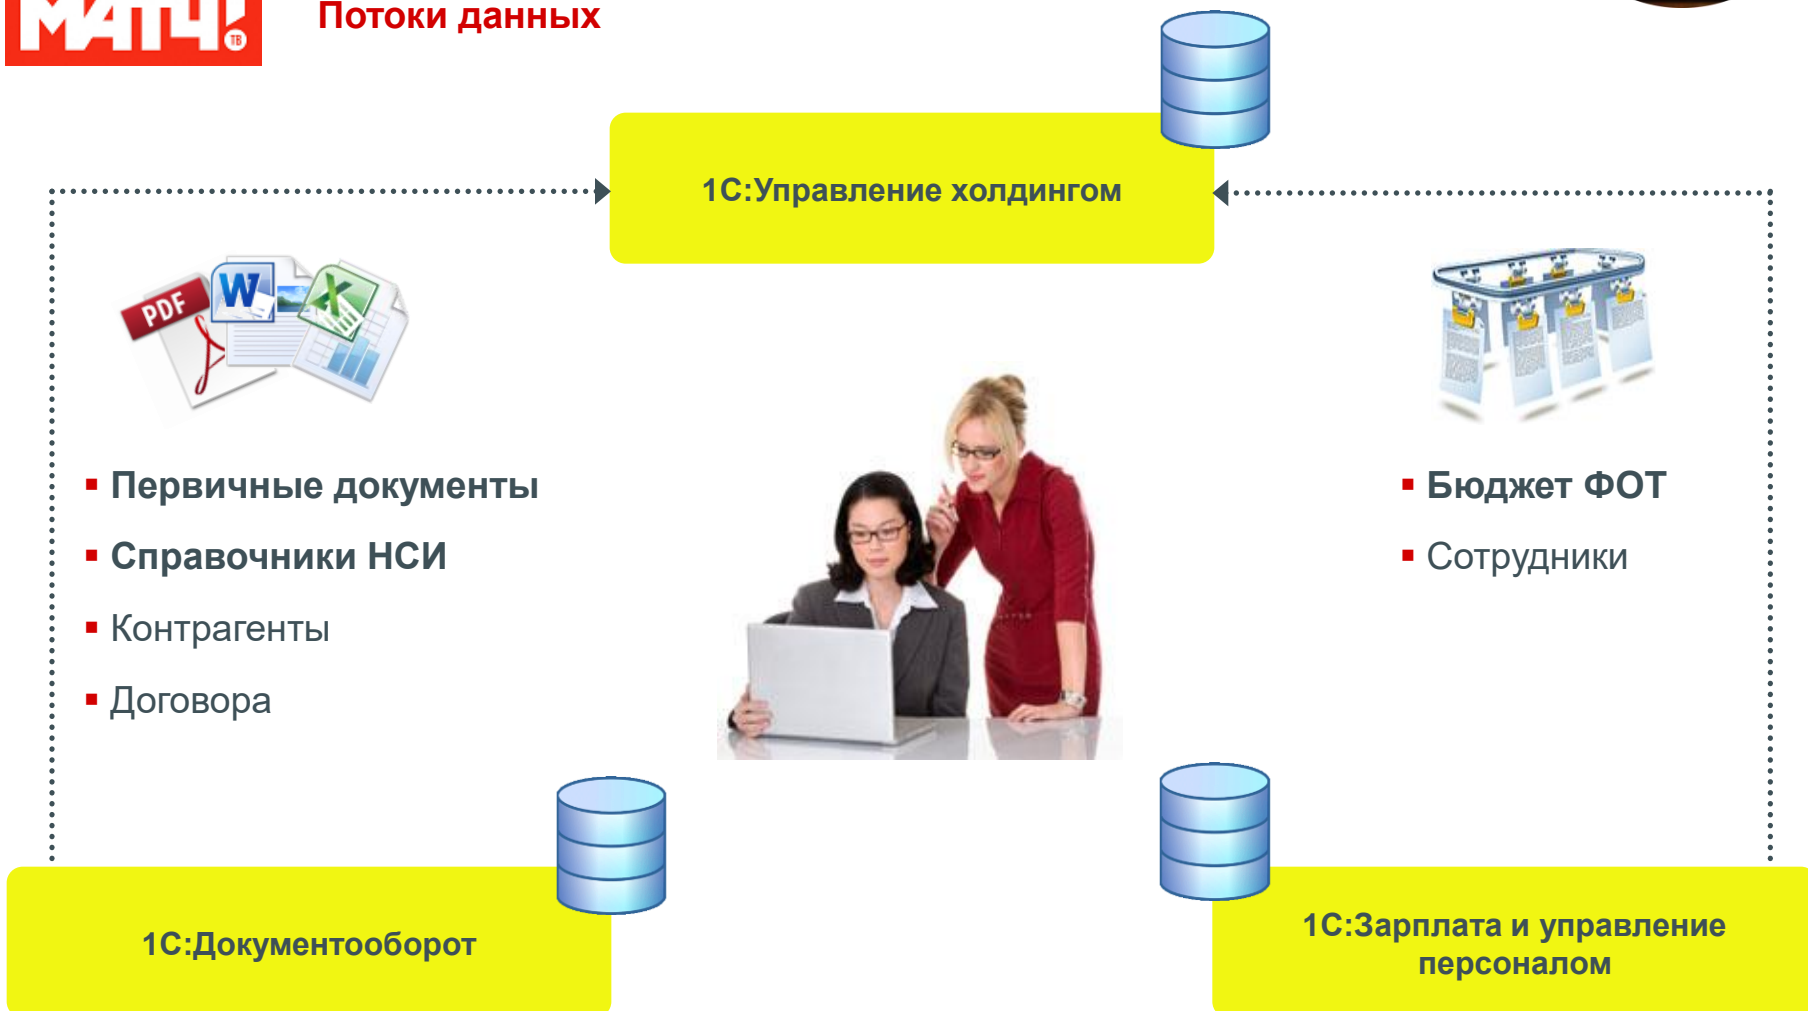 МАТЧ!
ТВ
Потоки данных
1С:Управление холдингом
PDF
W
X
Первичные документы
Справочники НСИ
Контрагенты
Договора
Бюджет ФОТ
Сотрудники
1С:Документооборот
1С:Зарплата и управление
персоналом